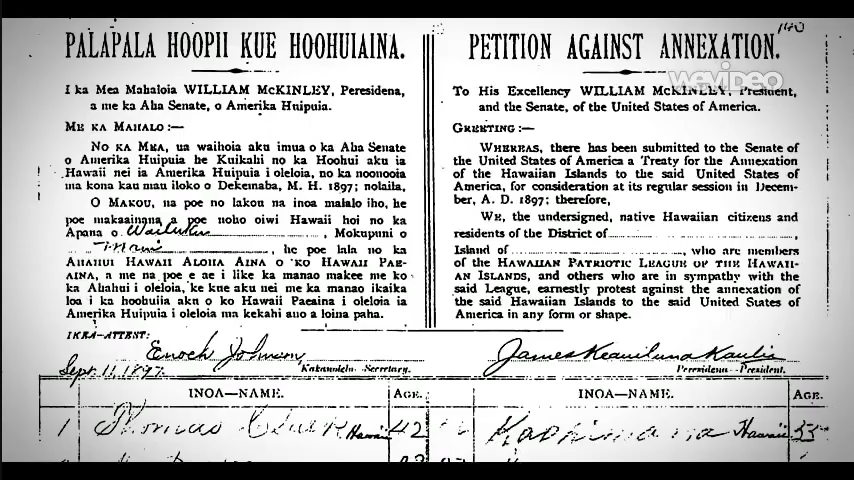 140
wevideo
PALAPALA HOOPII KUE HOOHUIAINA.
I ka Mea Mahaloia WILLIAM McKINLEY, Peresidena,
a me ka Aha Senate, o Amerika Huipuia.
ME KA MAHALO:—
No KA MEA, ua waihoia aku imua o ka Aha Senate
o Amerika Huipuia he Kuikahi no ka Hoohui aku ia
Hawaii nei ia Amerika Huipuia i oleloia, no ka noonooia
ma kona kau mau iloko o Dekemaba, M. H. 1897; nolaila,
O MAKOU, na poe no lakou na inoa malalo iho, he
poe makaainana a poe noho oiwi Hawaii hoi no ka
Apana o Wailuku, Mokupuni o
Maui, he poe lala no ka
AHAHUI HAWAII ALOHA AINA O KO HAWAII PAE-
AINA, a me na poe e ae i like ka manao makee me ko
ka Ahahui i oleloia, ke kue aku nei me ka manao ikaika
loa i ka hoohuiia aku o ko Hawaii Paeaina i oleloia ia
Amerika Huipuia i oleloia ma kekahi ano a loina paha.
PETITION AGAINST ANNEXATION.
To His Excellency WILLIAM McKINLEY, President,
and the Senate, of the United States of America.
GREETING:—
WHEREAS, there has been submitted to the Senate of
the United States of America a Treaty for the Annexation
of the Hawaiian Islands to the said United States of
America, for consideration at its regular session in Decem-
ber, A. D. 1897; therefore,
WE, the undersigned, native Hawaiian citizens and
residents of the District of ,
Island of , who are members
of the HAWAIIAN PATRIOTIC LEAGUE OF THE HAWAII-
AN ISLANDS, and others who are in sympathy with the
said League, earnestly protest against the annexation of
the said Hawaiian Islands to the said United States of
America in any form or shape.
IKEA—ATTEST:
Enoch Johnson James Keauiluna Kaulia
Sept. 11, 1897. Kakauolelo—Secretary. Peresidena—President.
INOA—NAME. AGE. INOA—NAME. AGE.
1 Thomas Clark Hawaii 42 Kaohimauna Hawaii 33